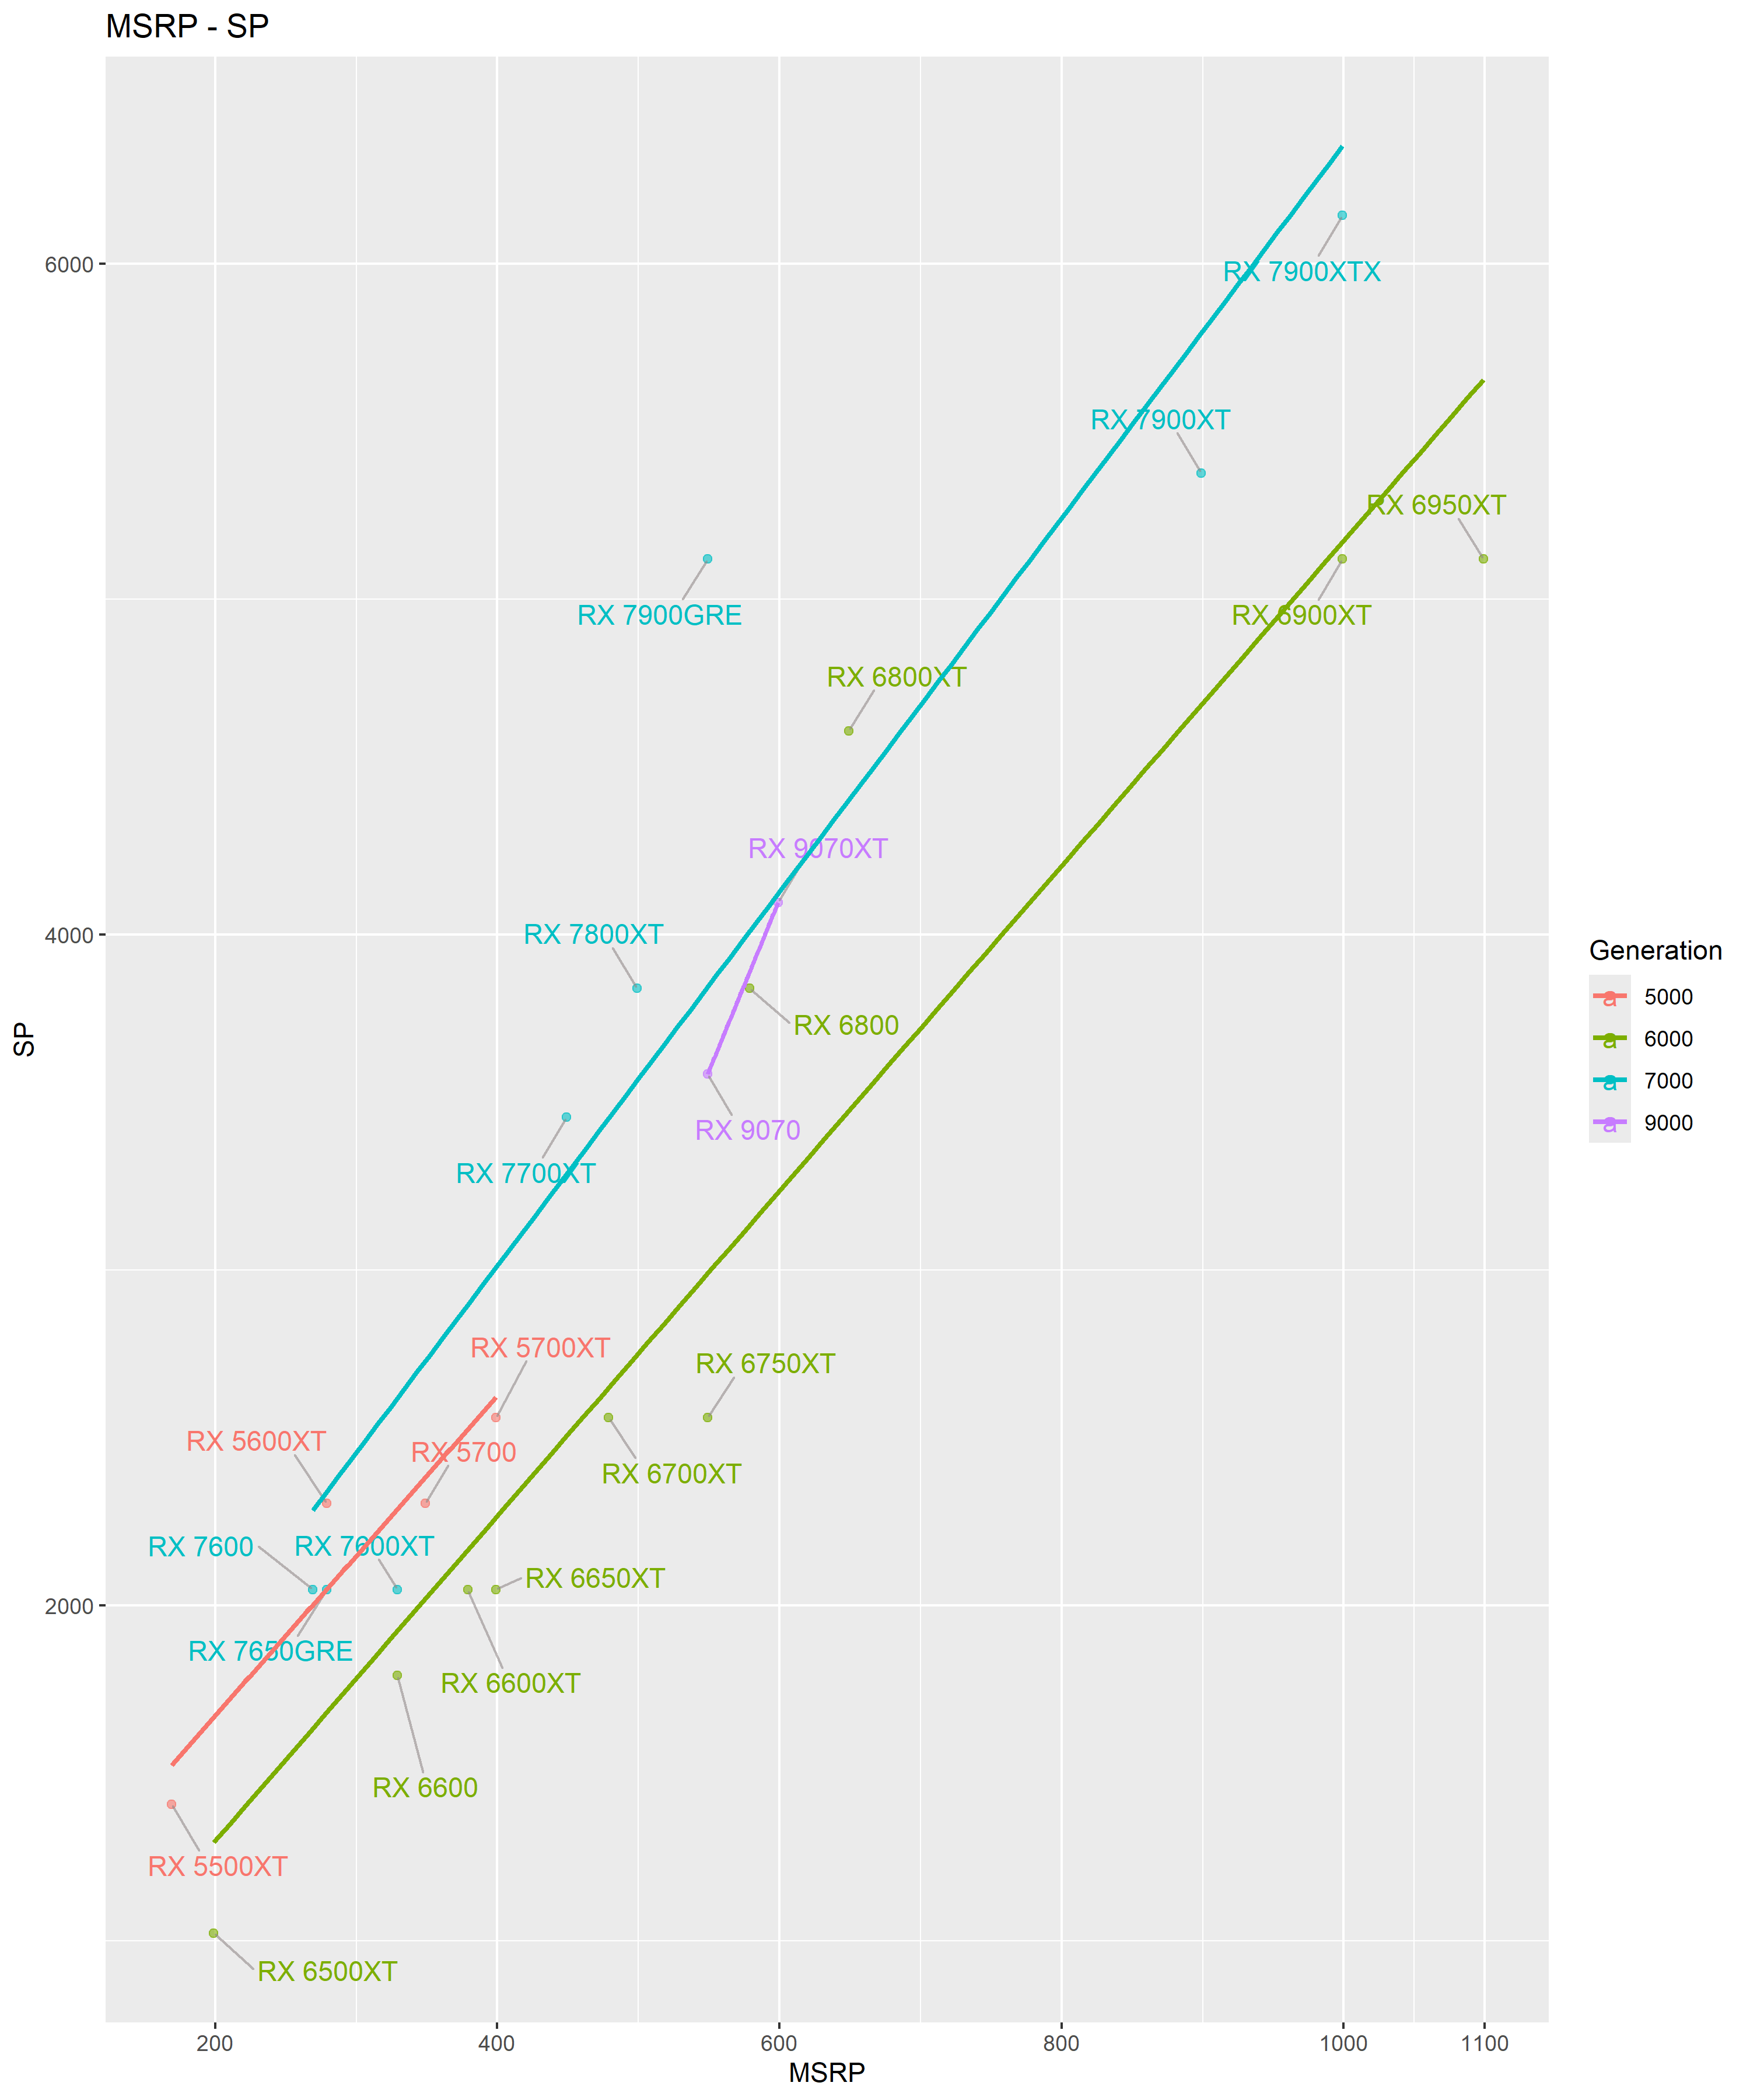 MSRP - SP
6000
4000
2000
SP
RX 7900XTX
RX 7900XT
RX 6950XT
RX 7900GRE
RX 6900XT
RX 6800XT
RX 9070XT
RX 7800XT
RX 6800
RX 9070
RX 7700XT
RX 5700XT
RX 6750XT
RX 5600XT
RX 5700
RX 6700XT
RX 7600
RX 7600XT
RX 6650XT
RX 7650GRE
RX 6600XT
RX 6600
RX 5500XT
RX 6500XT
200 400 600 800 1000 1100
MSRP
Generation
a 5000
a 6000
a 7000
a 9000